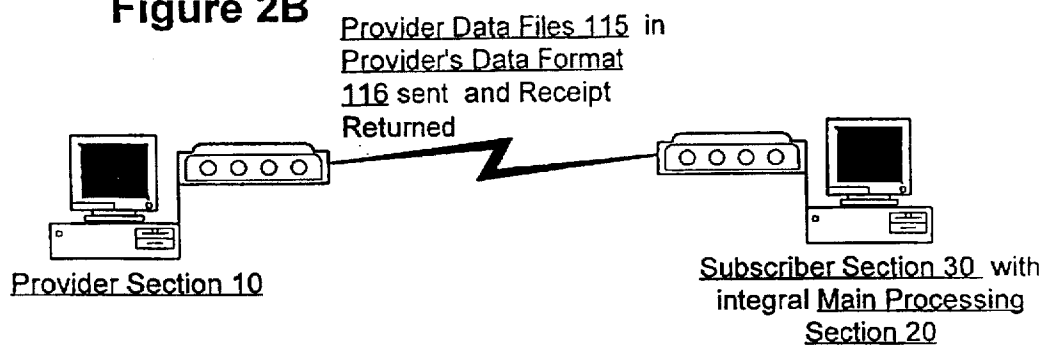 Figure 2B
Provider Data Files 115 in
Provider's Data Format
116 sent and Receipt
Returned
Provider Section 10
Subscriber Section 30 with
integral Main Processing
Section 20